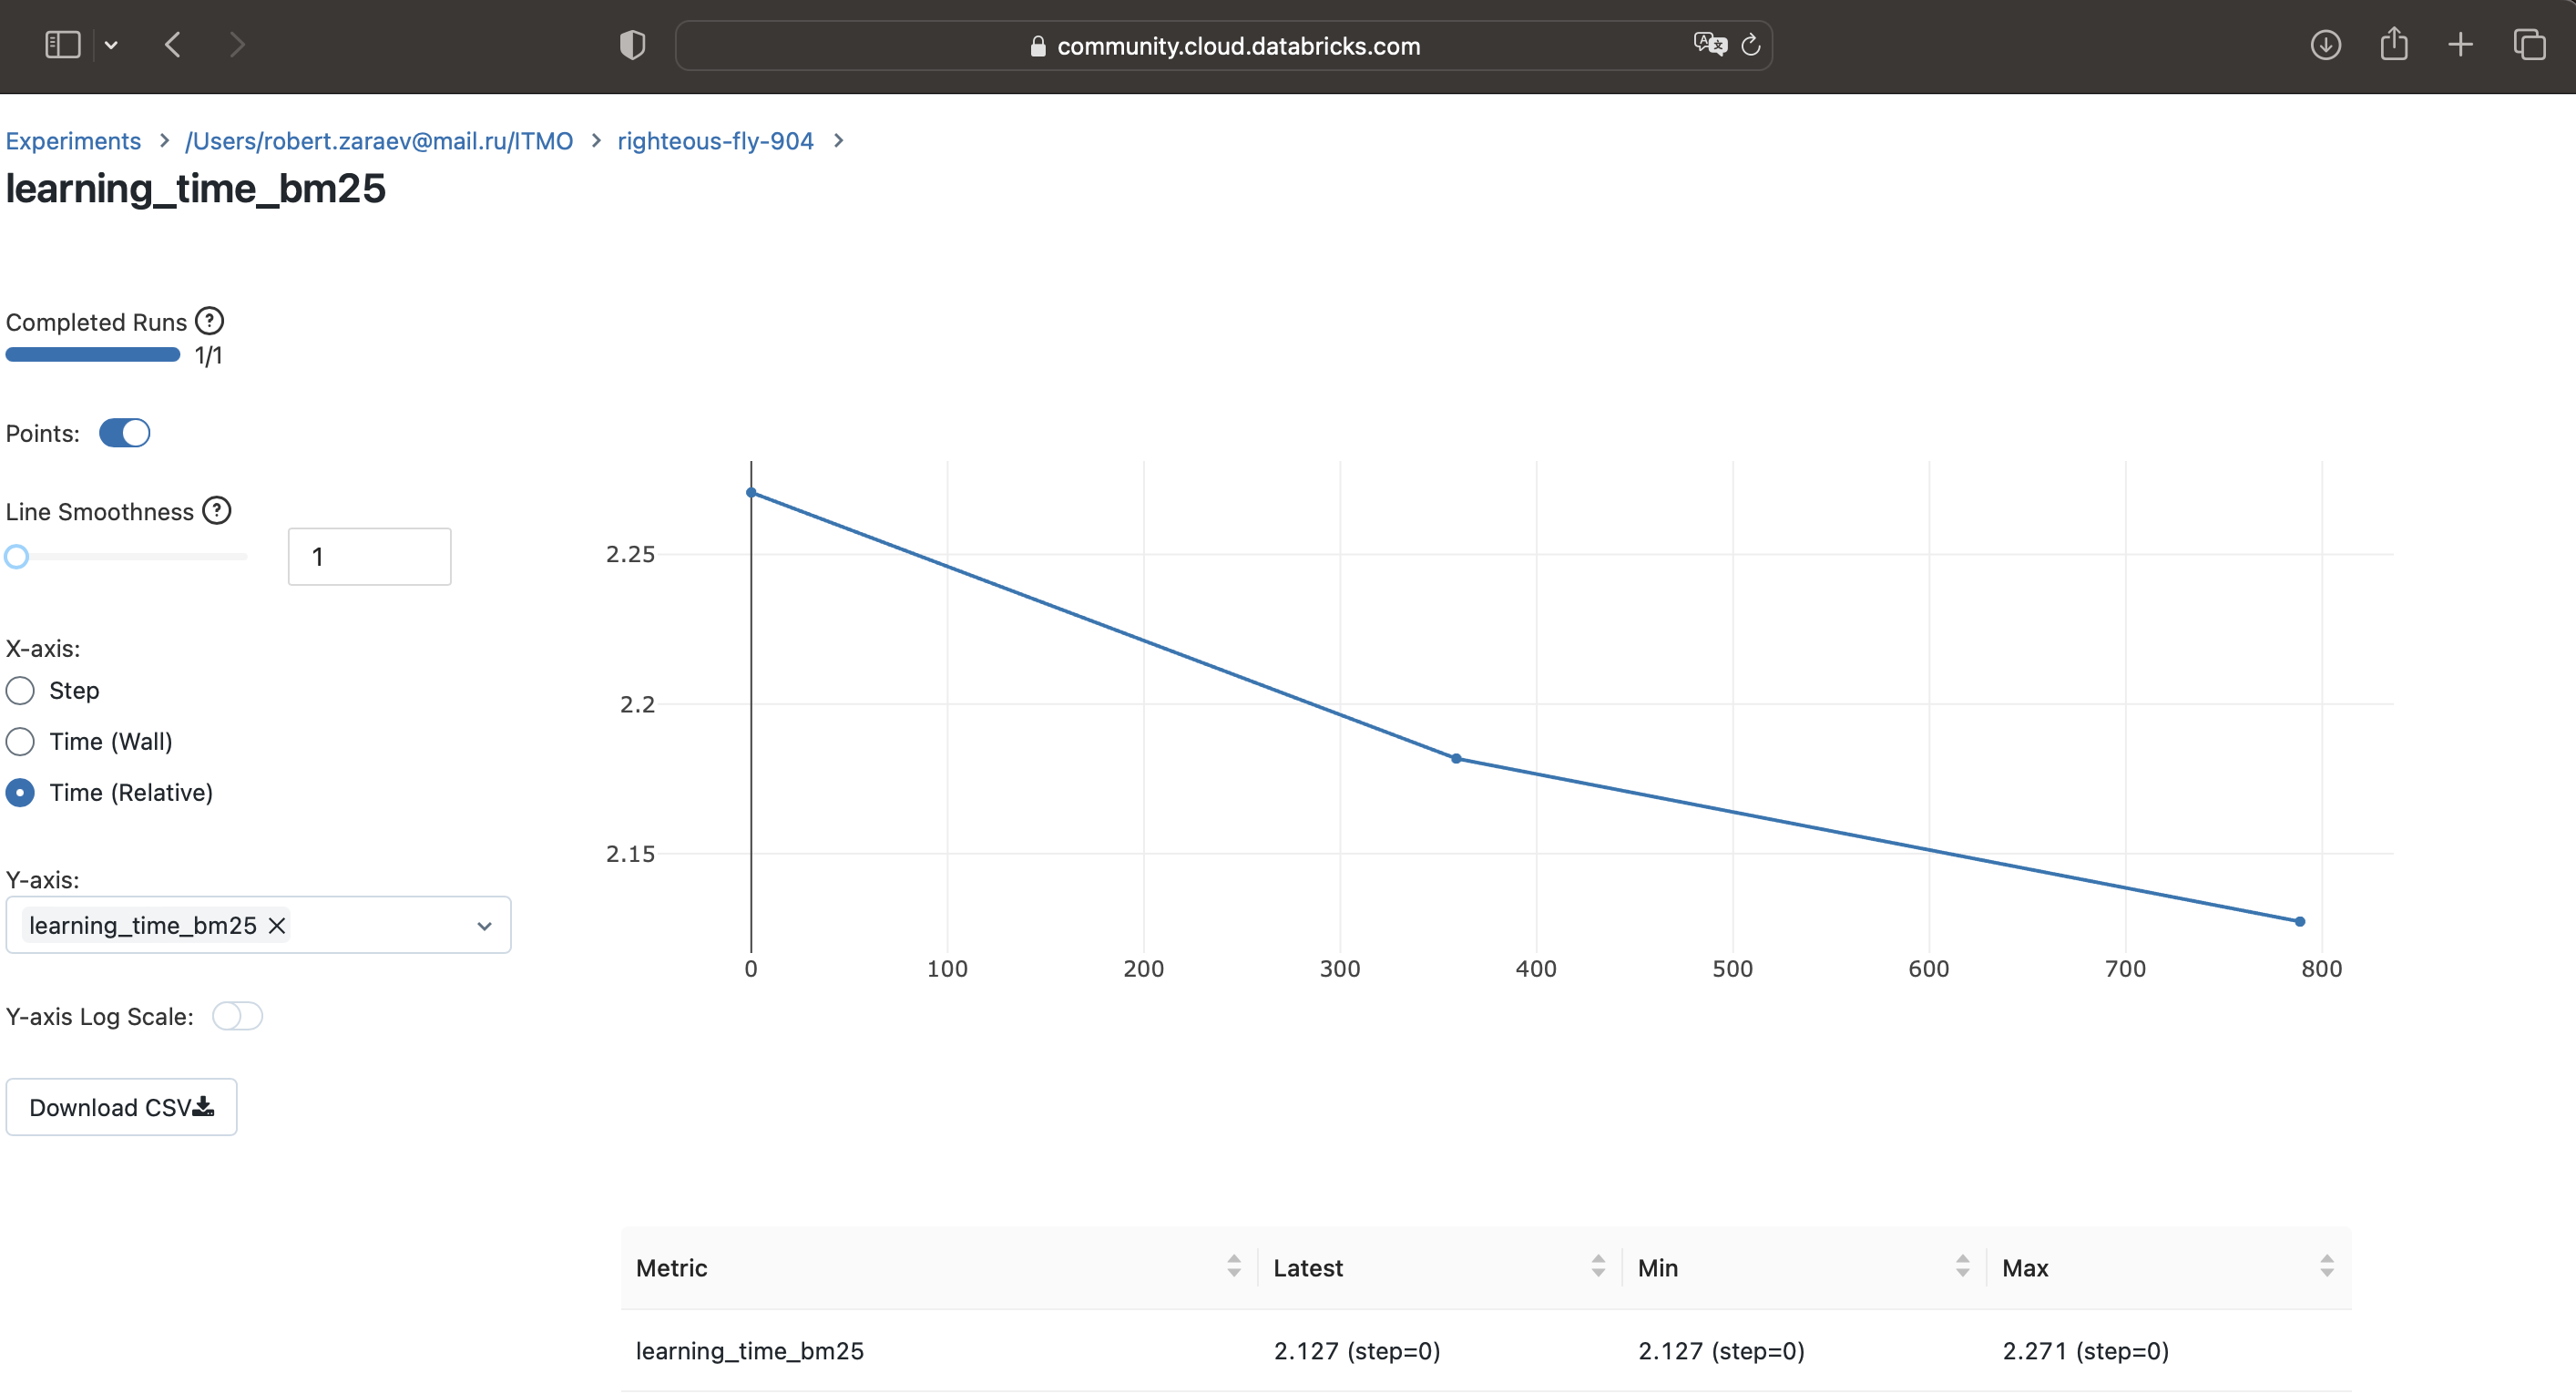 community.cloud.databricks.com
Experiments > /Users/robert.zaraev@mail.ru/ITMO > righteous-fly-904 >
learning_time_bm25
Completed Runs ?
1/1
Points:
Line Smoothness ?
1
X-axis:
Step
Time (Wall)
Time (Relative)
Y-axis:
learning_time_bm25
Y-axis Log Scale:
Download CSV
2.25
2.2
2.15
0 100 200 300 400 500 600 700 800
Metric Latest Min Max
learning_time_bm25 2.127 (step=0) 2.127 (step=0) 2.271 (step=0)